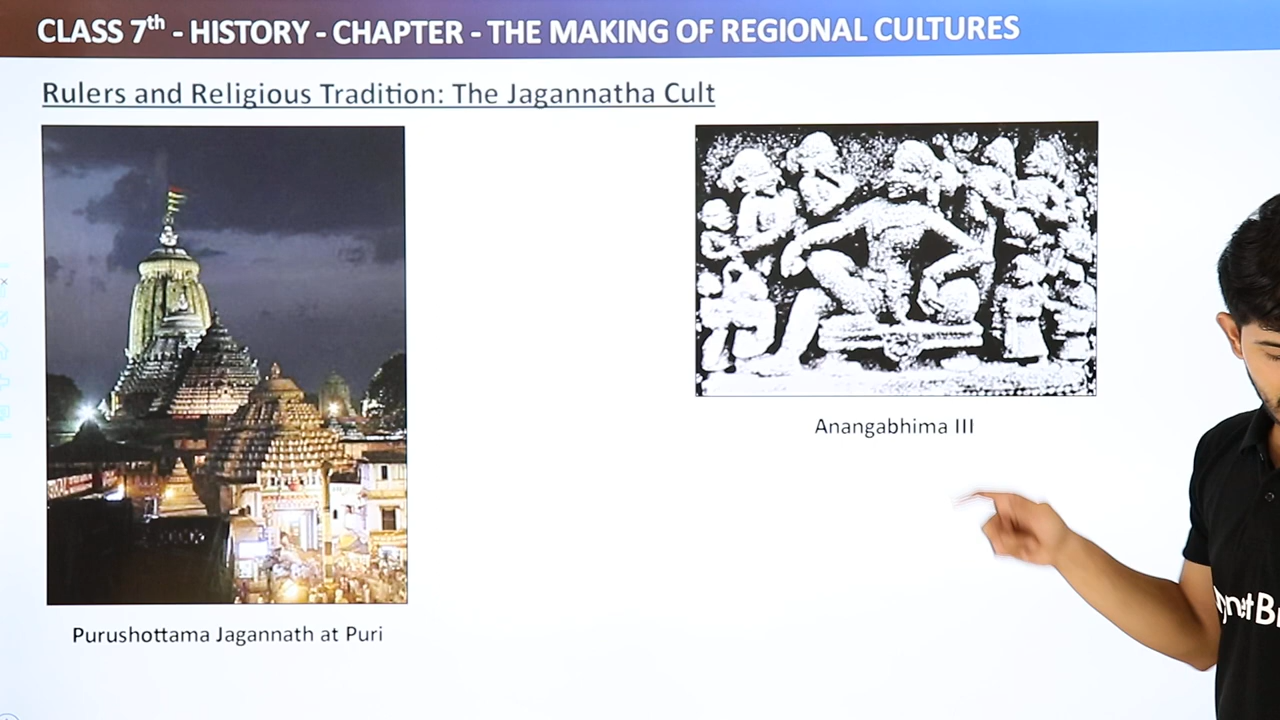 CLASS 7th - HISTORY - CHAPTER - THE MAKING OF REGIONAL CULTURES
Rulers and Religious Tradition: The Jagannatha Cult
Anangabhima III
Purushottama Jagannath at Puri